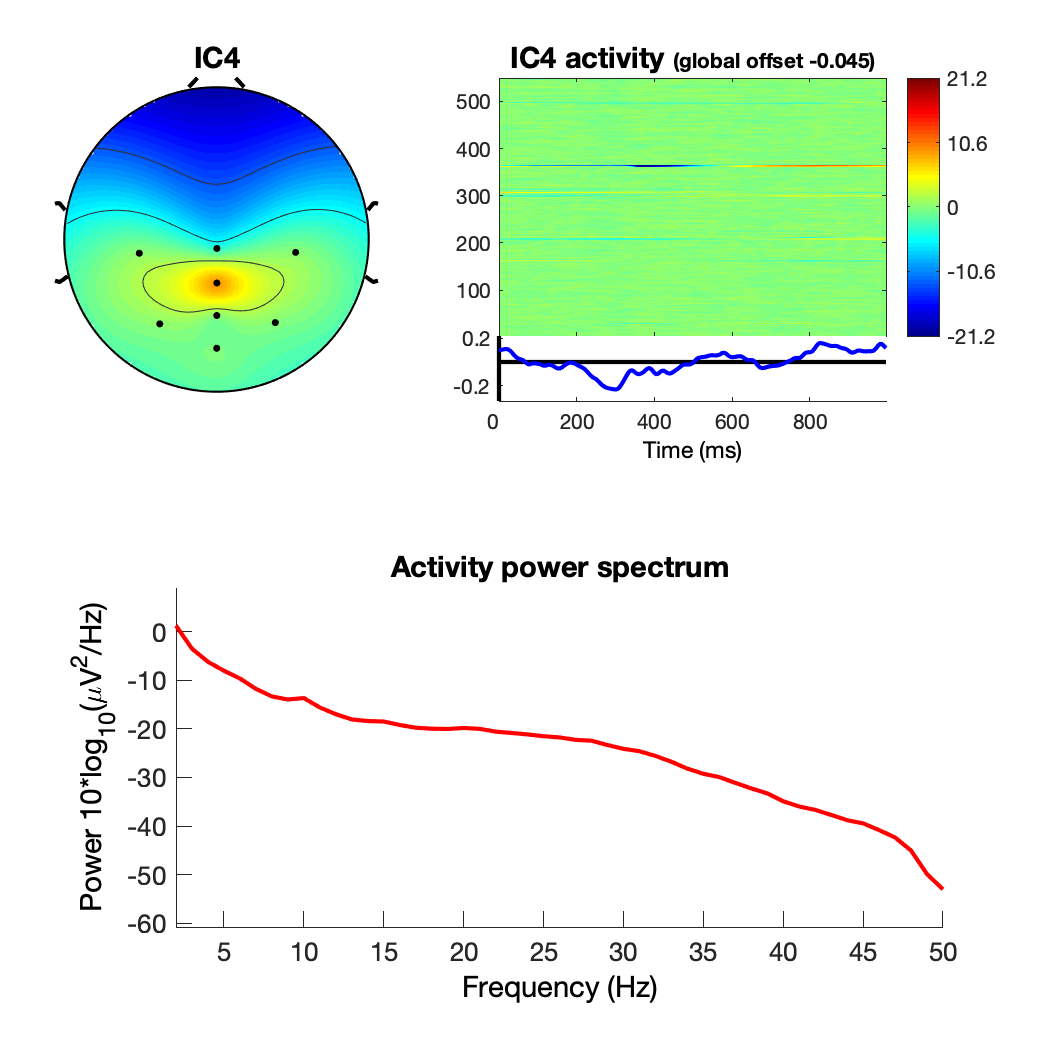 IC4
IC4 activity (global offset -0.045)
500
400
300
200
100
21.2
10.6
0
-10.6
-21.2
0.2
-0.2
0 200 400 600 800
Time (ms)
Activity power spectrum
Power 10*log10(μV2/Hz)
0
-10
-20
-30
-40
-50
-60
5 10 15 20 25 30 35 40 45 50
Frequency (Hz)